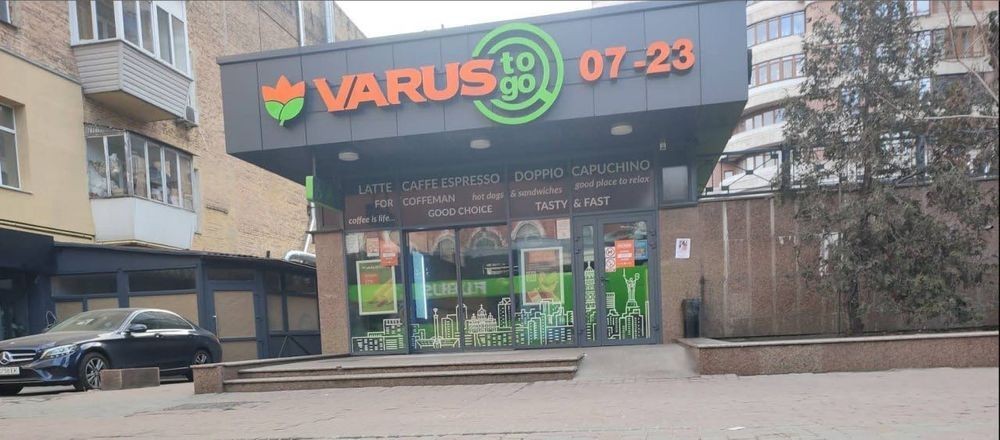 VARUS to go 07-23
LATTE CAFFE ESPRESSO DOPPIO CAPUCHINO
FOR COFFEMAN hot dogs & sandwiches good place to relax
coffee is life... GOOD CHOICE TASTY & FAST
VARUS